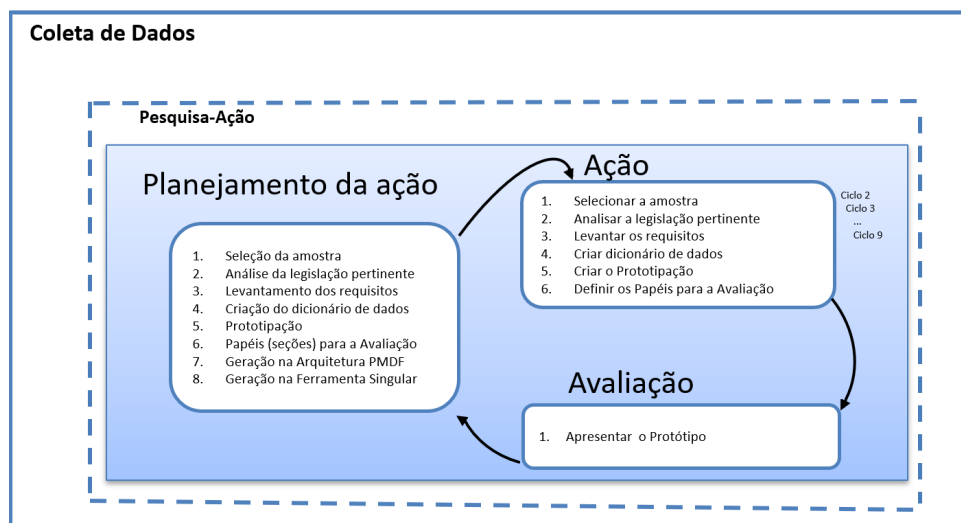 Coleta de Dados
Pesquisa-Ação
Planejamento da ação
1. Seleção da amostra
2. Análise da legislação pertinente
3. Levantamento dos requisitos
4. Criação do dicionário de dados
5. Prototipação
6. Papéis (seções) para a Avaliação
7. Geração na Arquitetura PMDF
8. Geração na Ferramenta Singular
Ação
1. Selecionar a amostra
2. Analisar a legislação pertinente
3. Levantar os requisitos
4. Criar dicionário de dados
5. Criar o Prototipação
6. Definir os Papéis para a Avaliação
Ciclo 2
Ciclo 3
...
Ciclo 9
Avaliação
1. Apresentar o Protótipo